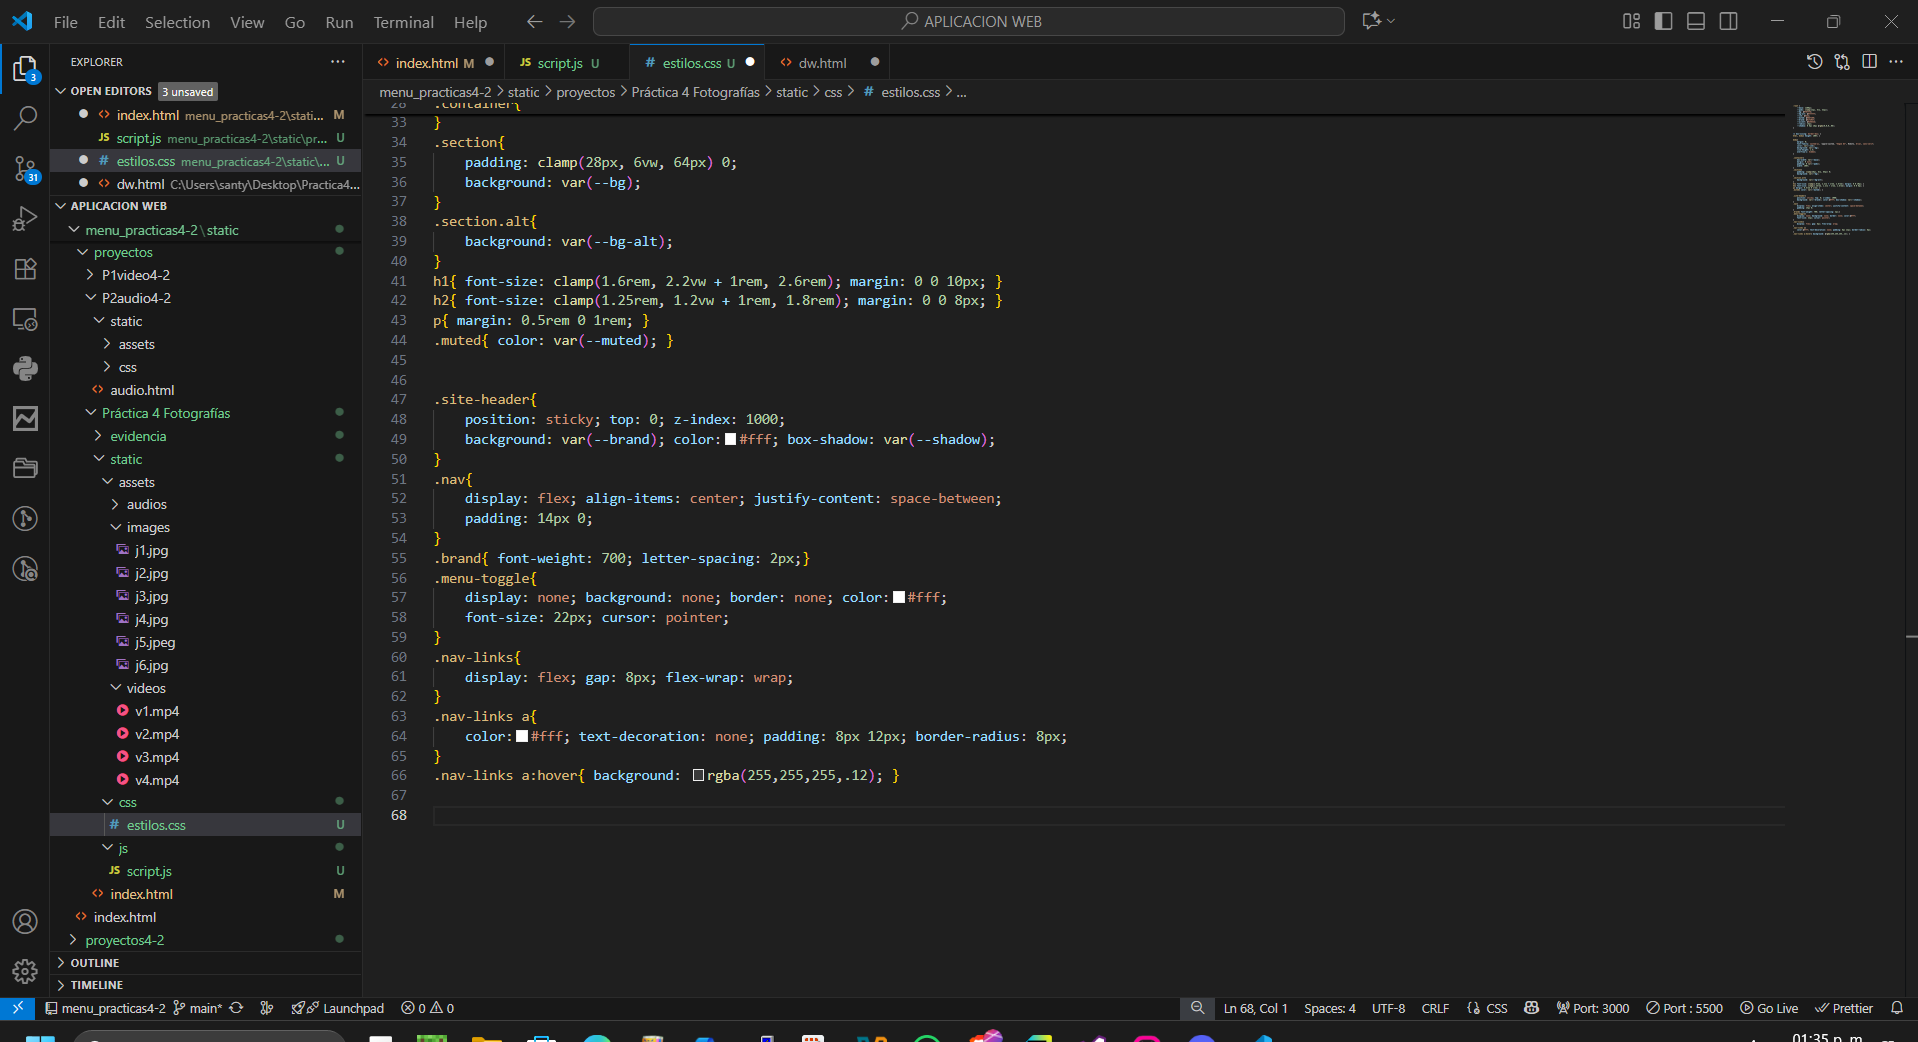 File Edit Selection View Go Run Terminal Help
APLICACION WEB
EXPLORER
OPEN EDITORS 3 unsaved
index.html menu_practicas4-2\stati... M
script.js menu_practicas4-2\static\pr... U
estilos.css menu_practicas4-2\static\... U
dw.html C:\Users\santy\Desktop\Practica4...
APLICACION WEB
menu_practicas4-2\static
proyectos
P1video4-2
P2audio4-2
static
assets
css
audio.html
Práctica 4 Fotografías
evidencia
static
assets
audios
images
j1.jpg
j2.jpg
j3.jpg
j4.jpg
j5.jpeg
j6.jpg
videos
v1.mp4
v2.mp4
v3.mp4
v4.mp4
css
estilos.css U
js
JS script.js U
index.html M
index.html
proyectos4-2
OUTLINE
TIMELINE
index.html M JS script.js U # estilos.css U dw.html
menu_practicas4-2 > static > proyectos > Práctica 4 Fotografías > static > css > # estilos.css > ...
28 .container{
33 }
34 .section{
35 padding: clamp(28px, 6vw, 64px) 0;
36 background: var(--bg);
37 }
38 .section.alt{
39 background: var(--bg-alt);
40 }
41 h1{ font-size: clamp(1.6rem, 2.2vw + 1rem, 2.6rem); margin: 0 0 10px; }
42 h2{ font-size: clamp(1.25rem, 1.2vw + 1rem, 1.8rem); margin: 0 0 8px; }
43 p{ margin: 0.5rem 0 1rem; }
44 .muted{ color: var(--muted); }
45
46
47 .site-header{
48 position: sticky; top: 0; z-index: 1000;
49 background: var(--brand); color: #fff; box-shadow: var(--shadow);
50 }
51 .nav{
52 display: flex; align-items: center; justify-content: space-between;
53 padding: 14px 0;
54 }
55 .brand{ font-weight: 700; letter-spacing: 2px;}
56 .menu-toggle{
57 display: none; background: none; border: none; color: #fff;
58 font-size: 22px; cursor: pointer;
59 }
60 .nav-links{
61 display: flex; gap: 8px; flex-wrap: wrap;
62 }
63 .nav-links a{
64 color: #fff; text-decoration: none; padding: 8px 12px; border-radius: 8px;
65 }
66 .nav-links a:hover{ background: rgba(255,255,255,.12); }
67
68
3
31
menu_practicas4-2 main* Launchpad 0 0 Ln 68, Col 1 Spaces: 4 UTF-8 CRLF {} CSS Port: 3000 Port : 5500 Go Live Prettier
01:35 p. m.